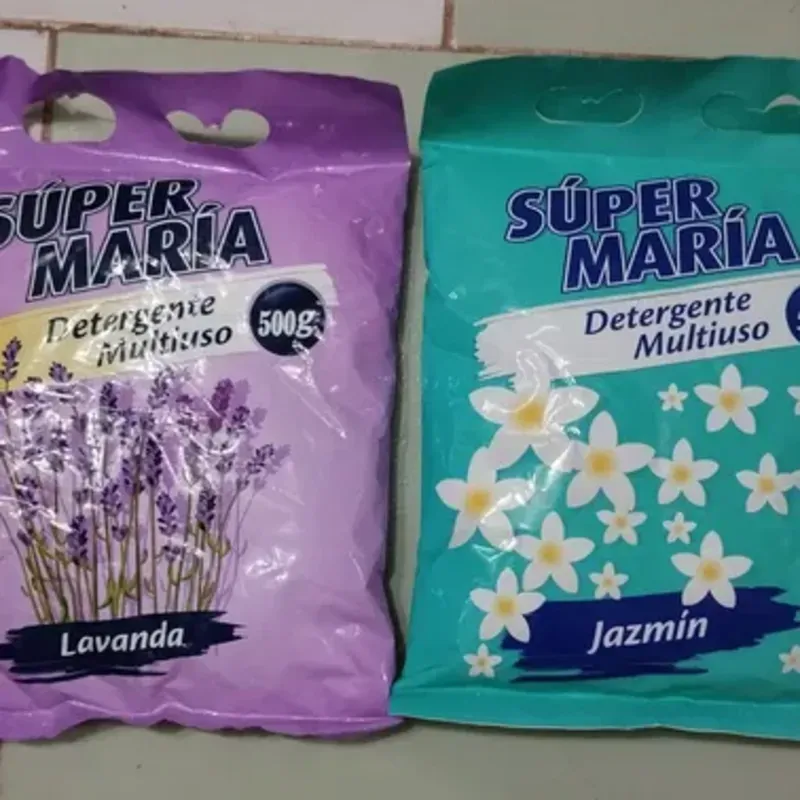 SÚPER
MARÍA
Detergente
Multiuso
500g
Lavanda
SÚPER
MARÍA
Detergente
Multiuso
Jazmín